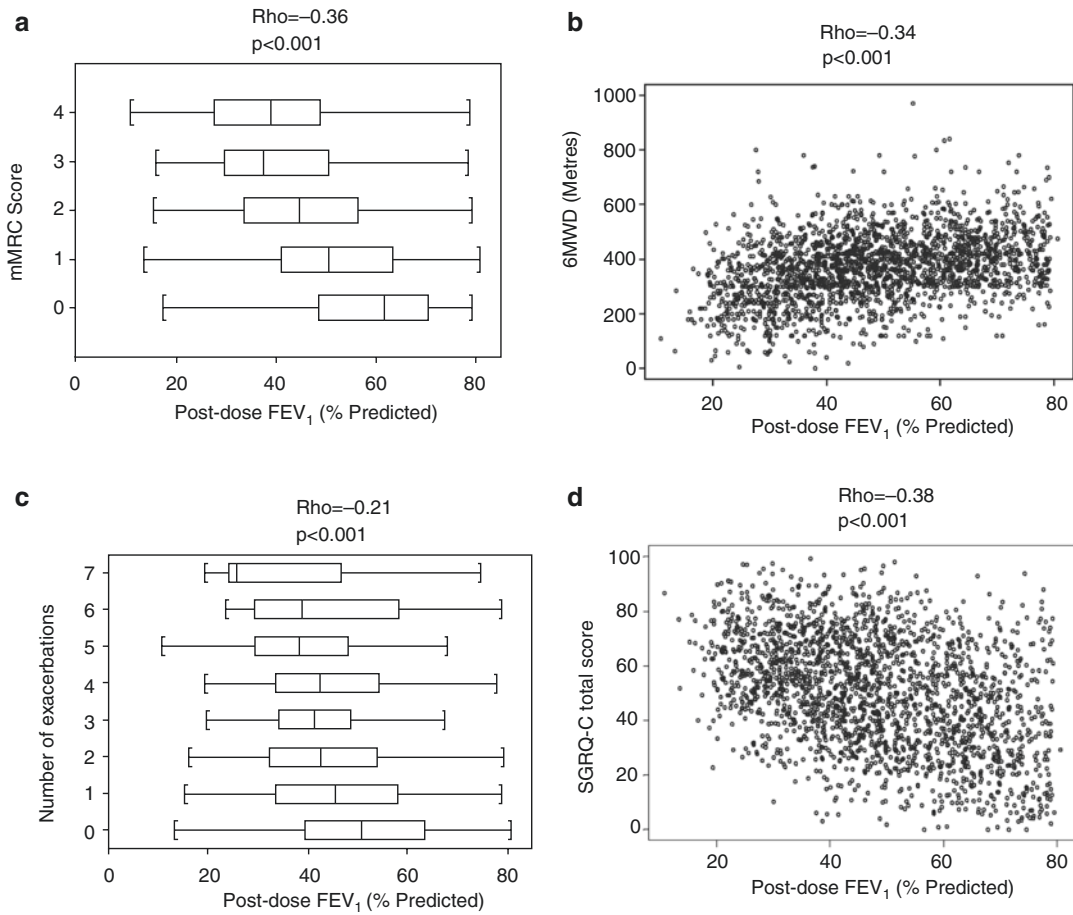 a
Rho=–0.36
p<0.001
mMRC Score
4
3
2
1
0
0 20 40 60 80
Post-dose FEV1 (% Predicted)
b
Rho=–0.34
p<0.001
6MWD (Metres)
1000
800
600
400
200
0
20 40 60 80
Post-dose FEV1 (% Predicted)
c
Rho=–0.21
p<0.001
Number of exacerbations
7
6
5
4
3
2
1
0
0 20 40 60 80
Post-dose FEV1 (% Predicted)
d
Rho=–0.38
p<0.001
SGRQ-C total score
100
80
60
40
20
0
20 40 60 80
Post-dose FEV1 (% Predicted)